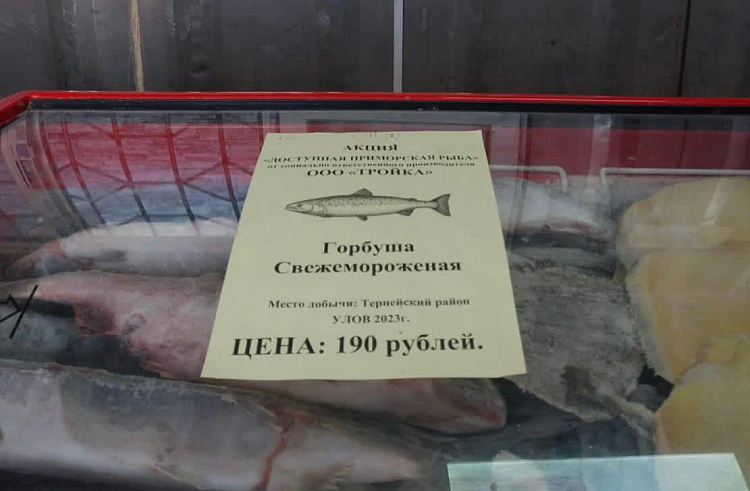 АКЦИЯ
«ДОСТУПНАЯ ПРИМОРСКАЯ РЫБА»
от социально ответственного производителя
ООО «ТРОЙКА»
Горбуша
Свежемороженая
Место добычи: Тернейский район
УЛОВ 2023г.
ЦЕНА: 190 рублей.